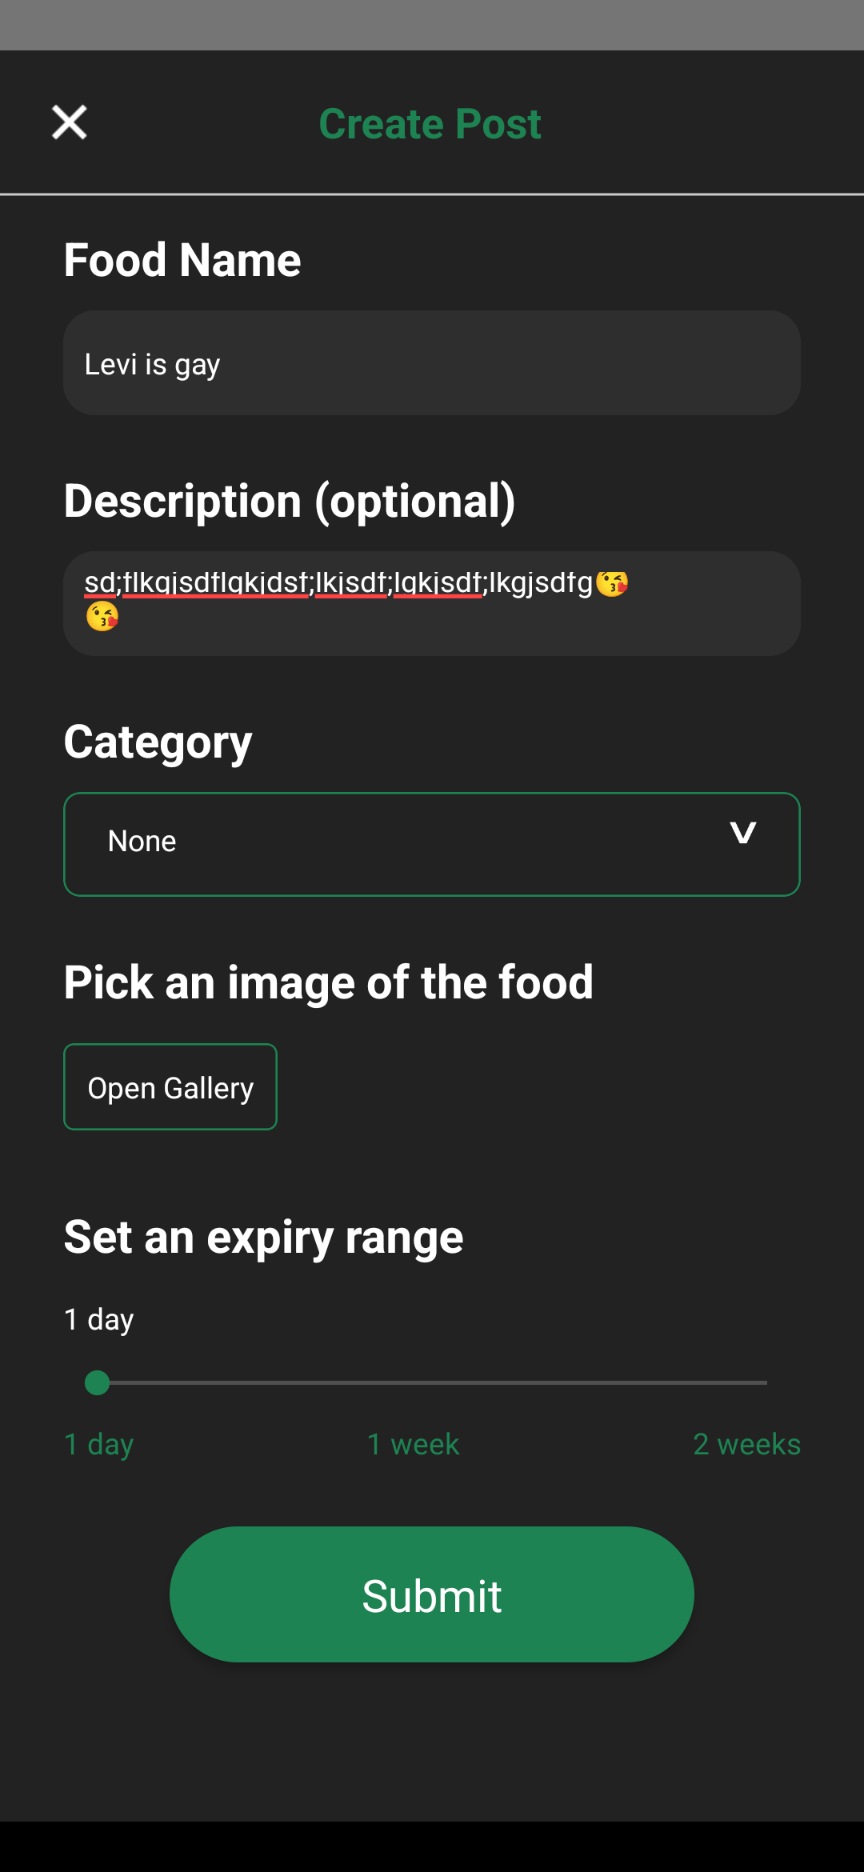 Create Post
Food Name
Levi is gay
Description (optional)
sd;flkgjsdflgkjdsf;lkjsdf;lgkjsdf;lkgjsdfg😘
😘
Category
None
Pick an image of the food
Open Gallery
Set an expiry range
1 day
1 day 1 week 2 weeks
Submit